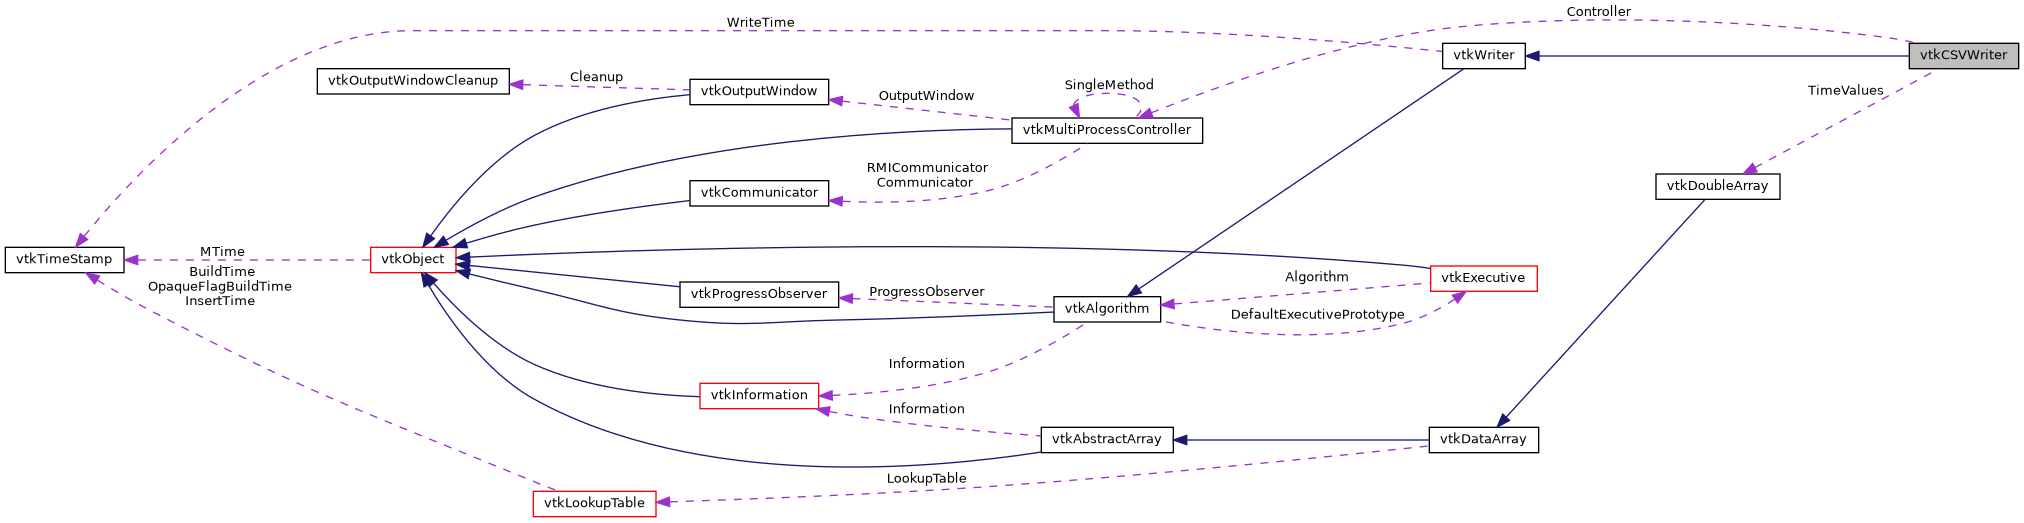 Controller
WriteTime
vtkWriter
vtkCSVWriter
vtkOutputWindowCleanup
Cleanup
vtkOutputWindow
SingleMethod
OutputWindow
TimeValues
vtkMultiProcessController
RMICommunicator
Communicator
vtkCommunicator
vtkDoubleArray
MTime
vtkTimeStamp
vtkObject
BuildTime
OpaqueFlagBuildTime
InsertTime
vtkProgressObserver
ProgressObserver
vtkAlgorithm
Algorithm
vtkExecutive
DefaultExecutivePrototype
Information
vtkInformation
Information
vtkAbstractArray
vtkDataArray
LookupTable
vtkLookupTable